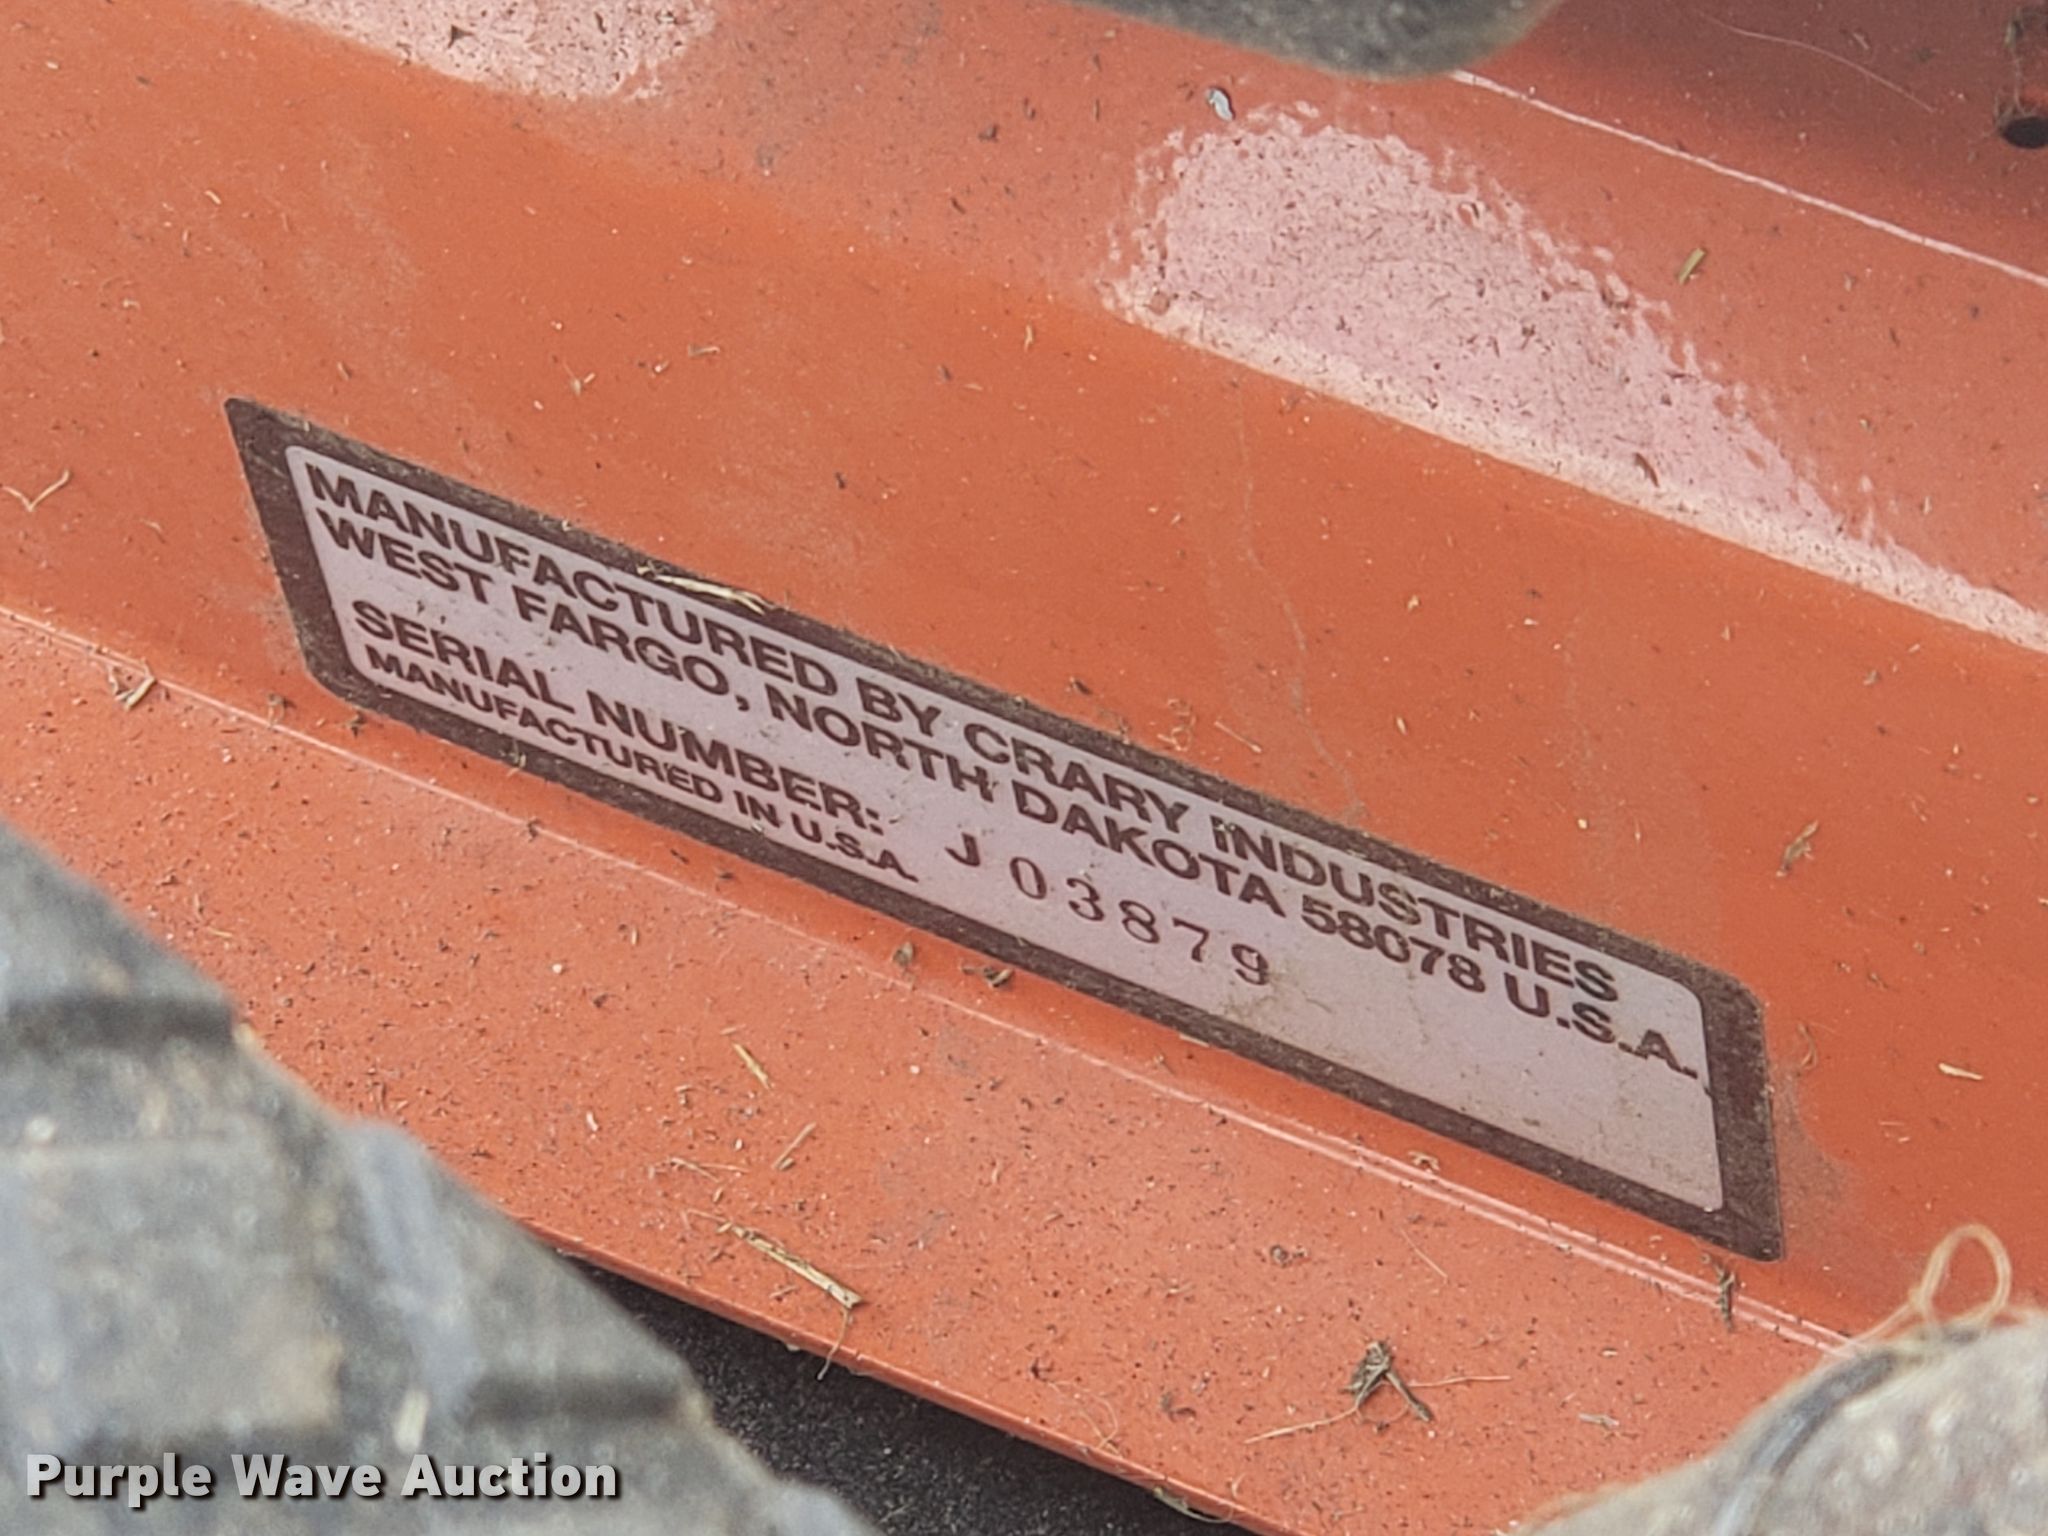 MANUFACTURED BY CRARY INDUSTRIES
WEST FARGO, NORTH DAKOTA 58078 U.S.A.
SERIAL NUMBER: J 03879
MANUFACTURED IN U.S.A.
Purple Wave Auction